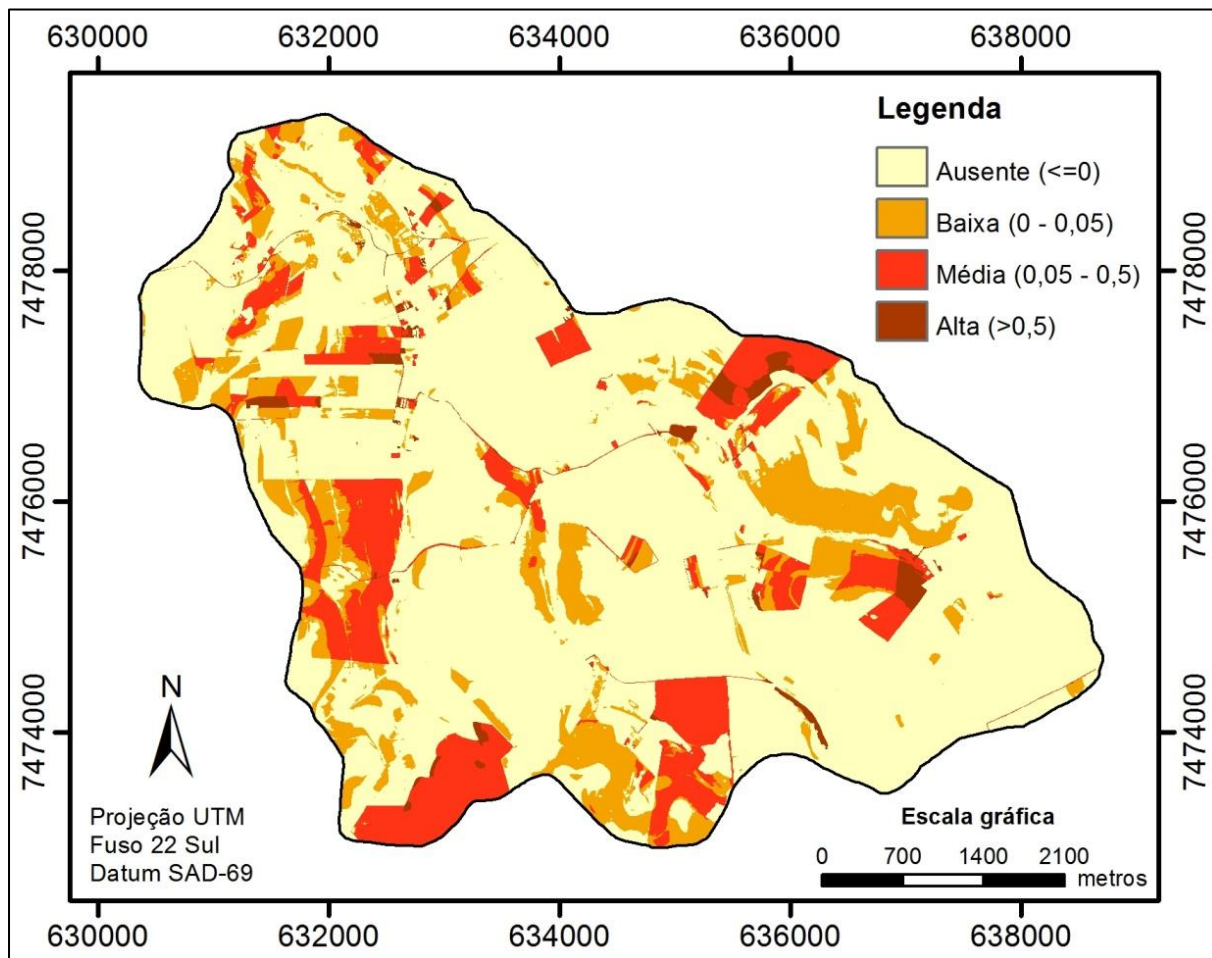 630000 632000 634000 636000 638000
Legenda
Ausente (<=0)
Baixa (0 - 0,05)
Média (0,05 - 0,5)
Alta (>0,5)
7478000 7478000
7476000 7476000
7474000 7474000
N
Projeção UTM
Fuso 22 Sul
Datum SAD-69
Escala gráfica
0 700 1400 2100
metros
630000 632000 634000 636000 638000